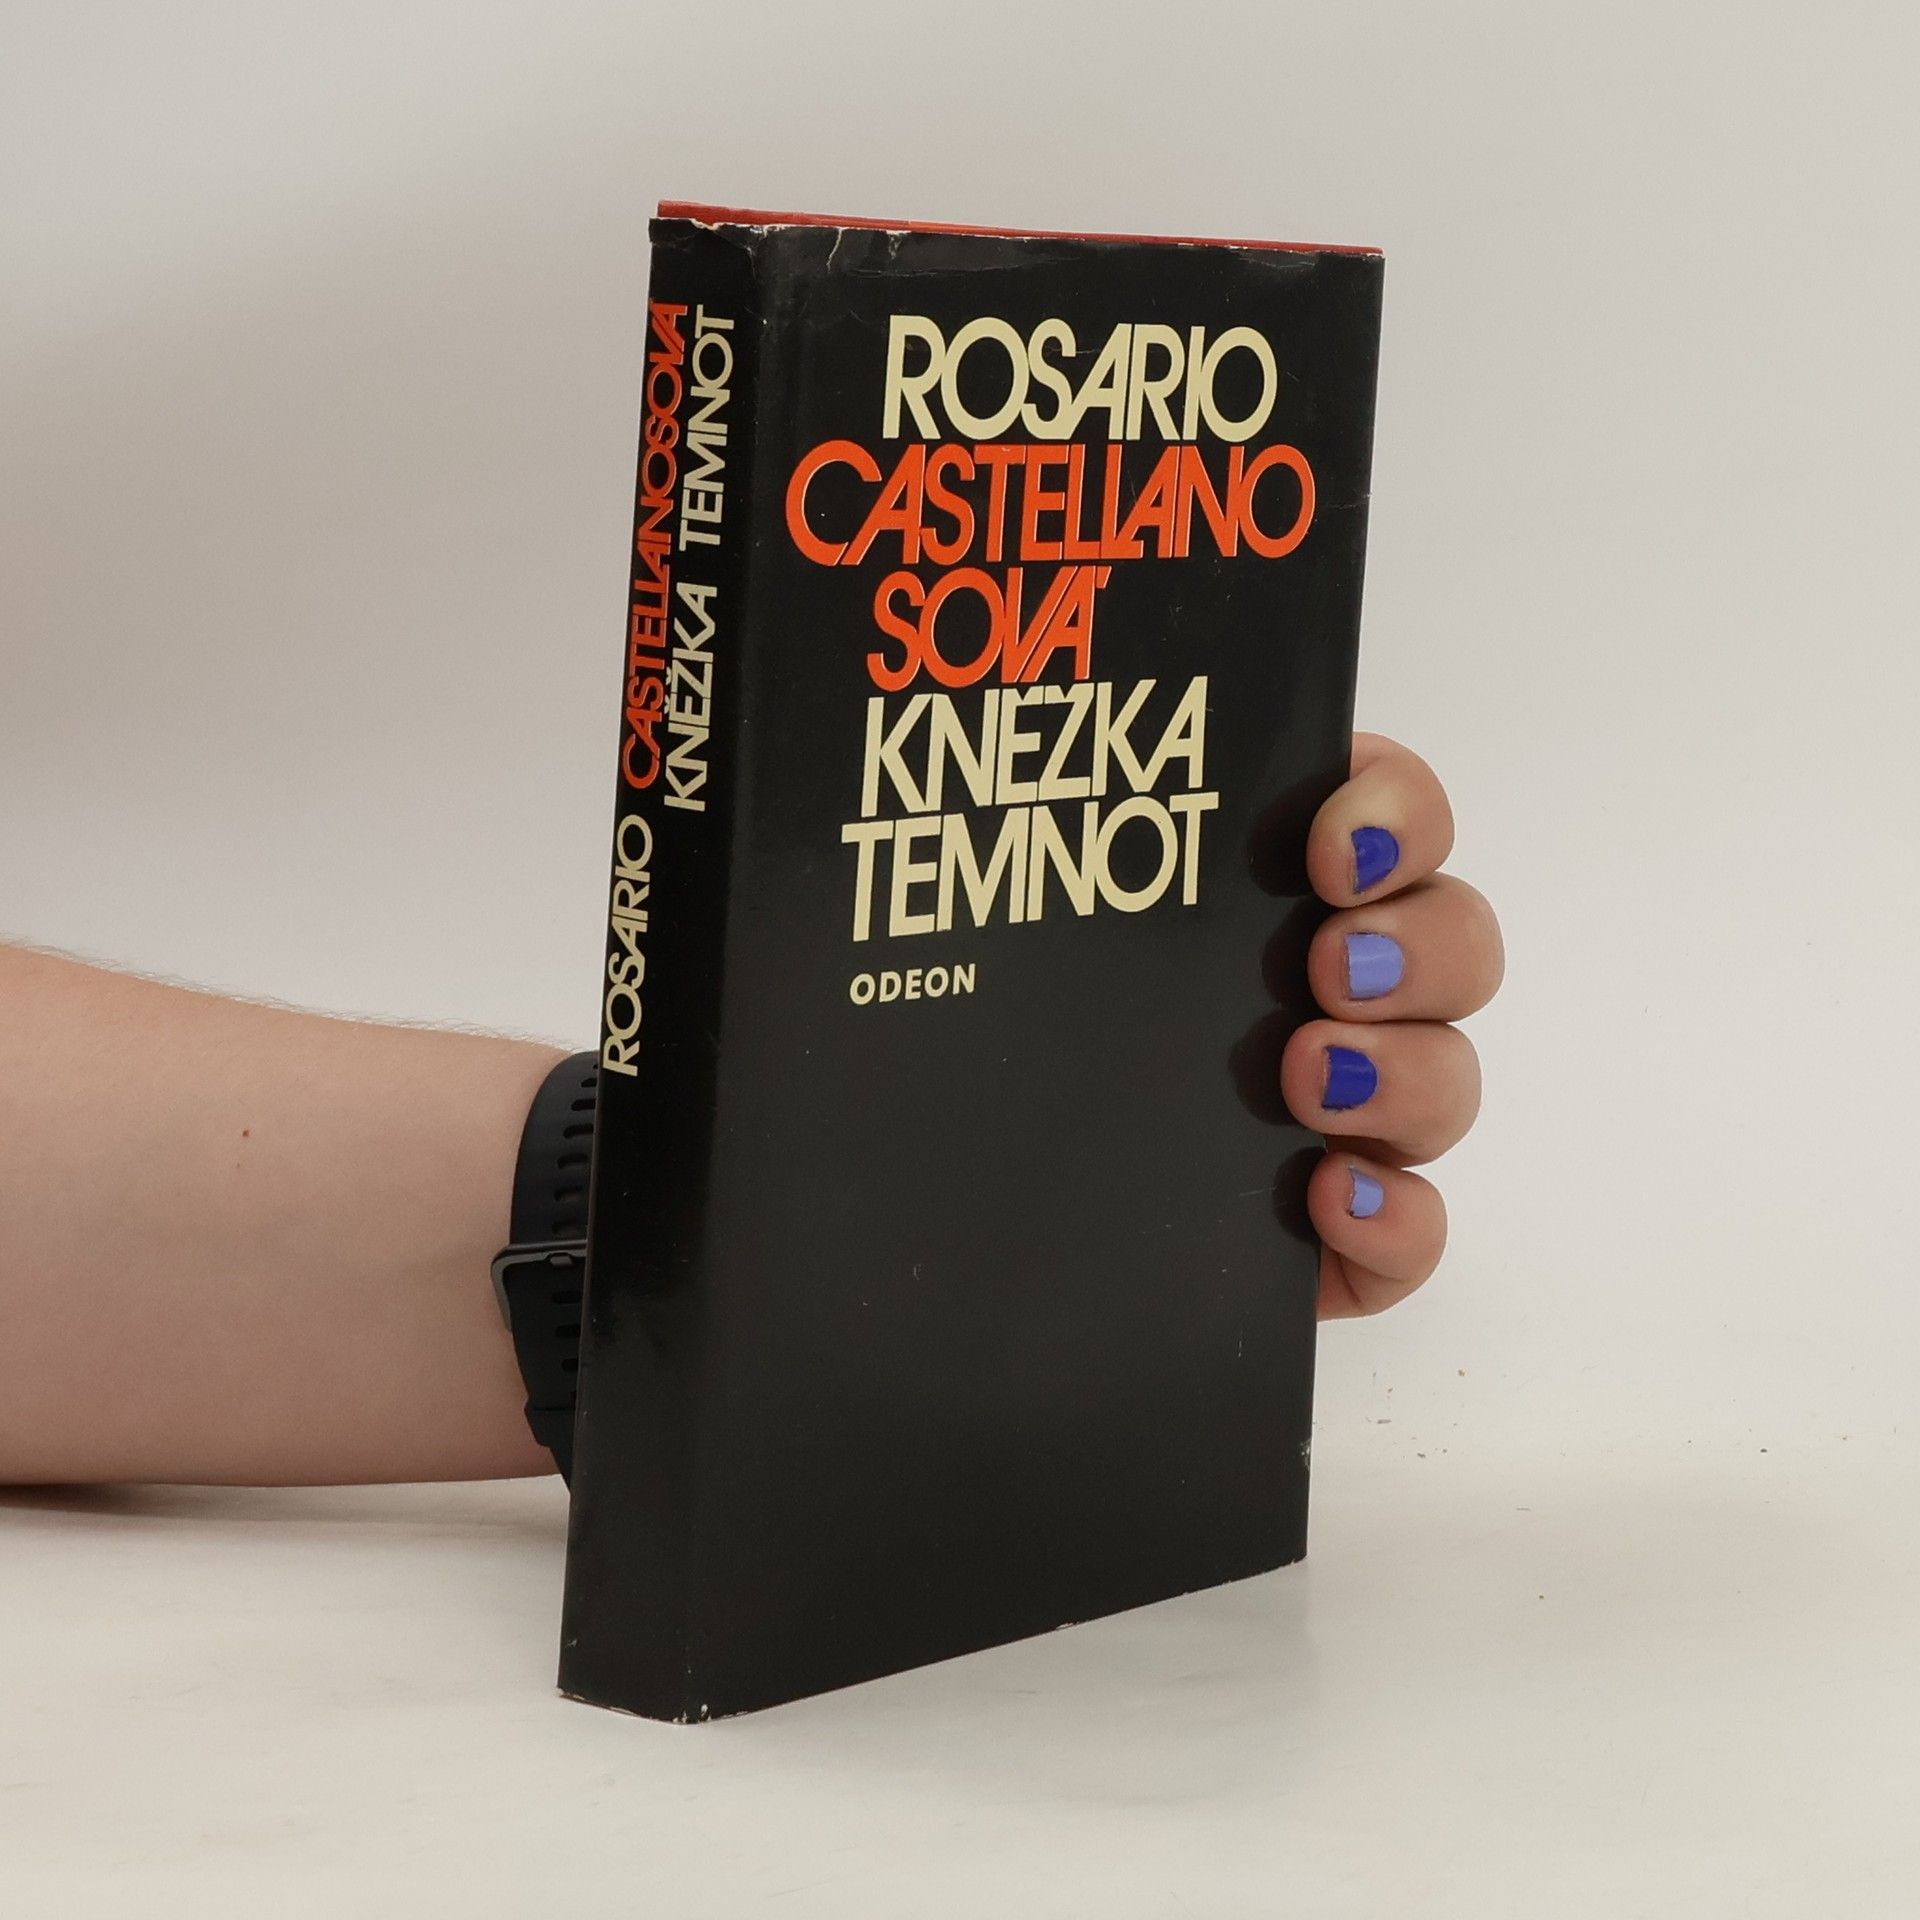 ROSARIO CASTELLANOSOVÁ
KNĚŽKA TEMNOT
ROSARIO
CASTELLANO
SOVÁ
KNĚŽKA
TEMNOT
ODEON